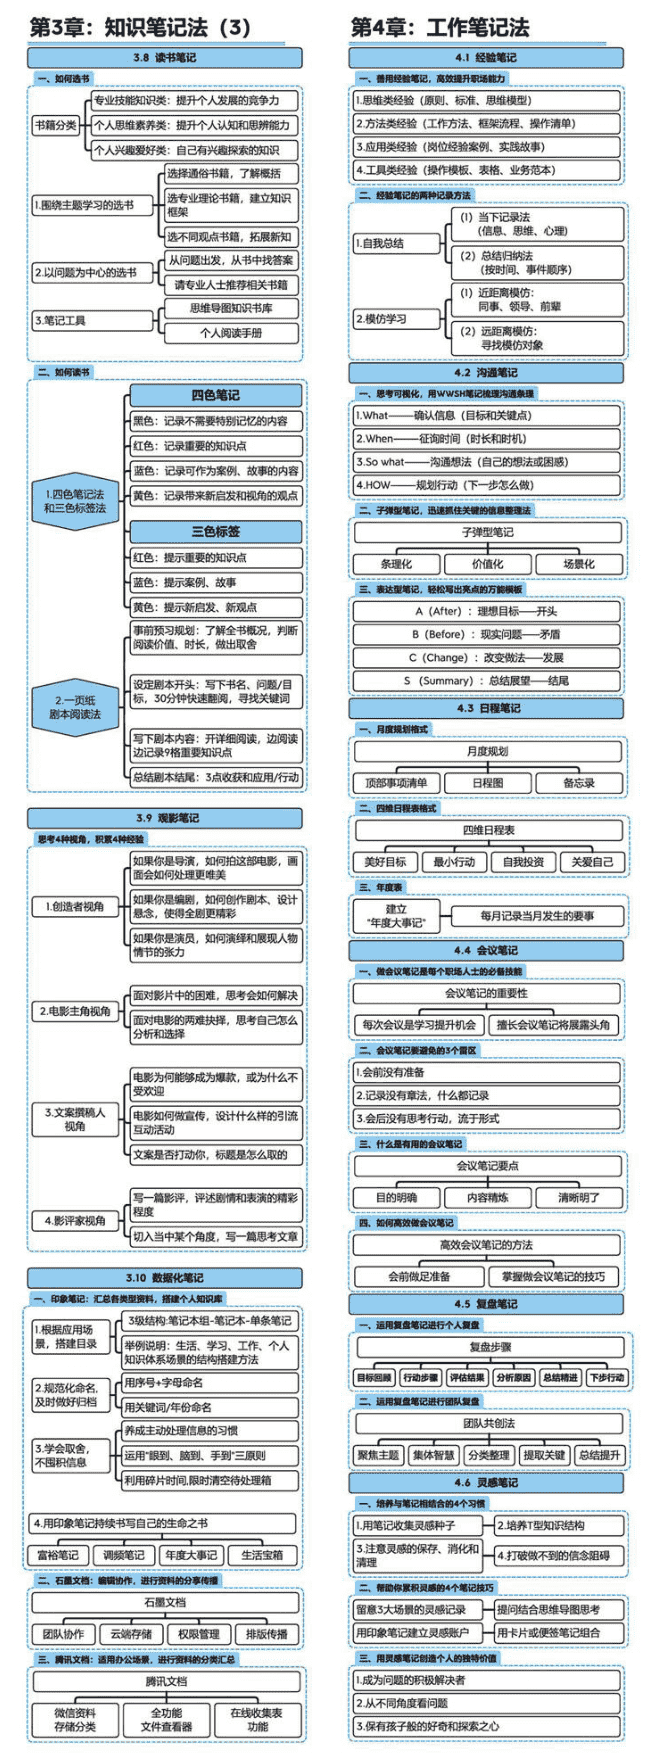 第3章：知识笔记法（3）
3.8 读书笔记
一、如何选书
书籍分类
专业技能知识类：提升个人发展的竞争力
个人思维素养类：提升个人认知和思辨能力
个人兴趣爱好类：自己有兴趣探索的知识
1.围绕主题学习的选书
选择通俗书籍，了解概括
选专业理论书籍，建立知识
框架
选不同观点书籍，拓展新知
2.以问题为中心的选书
从问题出发，从书中找答案
请专业人士推荐相关书籍
3.笔记工具
思维导图知识书库
个人阅读手册
二、如何读书
1.四色笔记法
和三色标签法
四色笔记
黑色：记录不需要特别记忆的内容
红色：记录重要的知识点
蓝色：记录可作为案例、故事的内容
黄色：记录带来新启发和视角的观点
三色标签
红色：提示重要的知识点
蓝色：提示案例、故事
黄色：提示新启发、新观点
2.一页纸
剧本阅读法
事前预习规划：了解全书概况，判断
阅读价值、时长，做出取舍
设定剧本开头：写下书名、问题/目
标，30分钟快速翻阅，寻找关键词
写下剧本内容：开详细阅读，边阅读
边记录9格重要知识点
总结剧本结尾：3点收获和应用/行动
3.9 观影笔记
思考4种视角，积累4种经验
1.创造者视角
如果你是导演，如何拍这部电影，画
面会如何处理更唯美
如果你是编剧，如何创作剧本、设计
悬念，使得全剧更精彩
如果你是演员，如何演绎和展现人物
情节的张力
2.电影主角视角
面对影片中的困难，思考会如何解决
面对电影的两难抉择，思考自己怎么
分析和选择
3.文案撰稿人
视角
电影为何能够成为爆款，或为什么不
受欢迎
电影如何做宣传，设计什么样的引流
互动活动
文案是否打动你，标题是怎么取的
4.影评家视角
写一篇影评，评述剧情和表演的精彩
程度
切入当中某个角度，写一篇思考文章
3.10 数据化笔记
一、印象笔记：汇总各类型资料，搭建个人知识库
1.根据应用场
景，搭建目录
3级结构:笔记本组-笔记本-单条笔记
举例说明：生活、学习、工作、个人
知识体系场景的结构搭建方法
2.规范化命名，
及时做好归档
用序号+字母命名
用关键词/年份命名
3.学会取舍，
不囤积信息
养成主动处理信息的习惯
运用"眼到、脑到、手到"三原则
利用碎片时间,限时清空待处理箱
4.用印象笔记持续书写自己的生命之书
富裕笔记
调频笔记
年度大事记
生活宝箱
二、石墨文档：编辑协作，进行资料的分享传播
石墨文档
团队协作
云端存储
权限管理
排版传播
三、腾讯文档：适用办公场景，进行资料的分类汇总
腾讯文档
微信资料
存储分类
全功能
文件查看器
在线收集表
功能
第4章：工作笔记法
4.1 经验笔记
一、善用经验笔记，高效提升职场能力
1.思维类经验（原则、标准、思维模型）
2.方法类经验（工作方法、框架流程、操作清单）
3.应用类经验（岗位经验案例、实践故事）
4.工具类经验（操作模板、表格、业务范本）
二、经验笔记的两种记录方法
1.自我总结
（1）当下记录法
（信息、思维、心理）
（2）总结归纳法
（按时间、事件顺序）
2.模仿学习
（1）近距离模仿：
同事、领导、前辈
（2）远距离模仿：
寻找模仿对象
4.2 沟通笔记
一、思考可视化，用WWSH笔记梳理沟通条理
1.What——确认信息（目标和关键点）
2.When——征询时间（时长和时机）
3.So what——沟通想法（自己的想法或困惑）
4.HOW——规划行动（下一步怎么做）
二、子弹型笔记，迅速抓住关键的信息整理法
子弹型笔记
条理化
价值化
场景化
三、表达型笔记，轻松写出亮点的万能模板
A（After）：理想目标——开头
B（Before）：现实问题——矛盾
C（Change）：改变做法——发展
S （Summary）：总结展望——结尾
4.3 日程笔记
一、月度规划格式
月度规划
顶部事项清单
日程图
备忘录
二、四维日程表格式
四维日程表
美好目标
最小行动
自我投资
关爱自己
三、年度表
建立
"年度大事记"
每月记录当月发生的要事
4.4 会议笔记
一、做会议笔记是每个职场人士的必备技能
会议笔记的重要性
每次会议是学习提升机会
擅长会议笔记将展露头角
二、会议笔记要避免的3个雷区
1.会前没有准备
2.记录没有章法，什么都记录
3.会后没有思考行动，流于形式
三、什么是有用的会议笔记
会议笔记要点
目的明确
内容精炼
清晰明了
四、如何高效做会议笔记
高效会议笔记的方法
会前做足准备
掌握做会议笔记的技巧
4.5 复盘笔记
一、运用复盘笔记进行个人复盘
复盘步骤
目标回顾
行动步骤
评估结果
分析原因
总结精进
下步行动
二、运用复盘笔记进行团队复盘
团队共创法
聚焦主题
集体智慧
分类整理
提取关键
总结提升
4.6 灵感笔记
一、培养与笔记相结合的4个习惯
1.用笔记收集灵感种子
2.培养T型知识结构
3.注意灵感的保存、消化和
清理
4.打破做不到的信念阻碍
二、帮助你累积灵感的4个笔记技巧
留意3大场景的灵感记录
提问结合思维导图思考
用印象笔记建立灵感账户
用卡片或便签笔记组合
三、用灵感笔记创造个人的独特价值
1.成为问题的积极解决者
2.从不同角度看问题
3.保有孩子般的好奇和探索之心